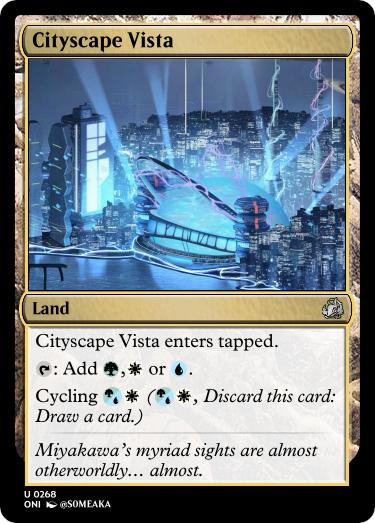 Cityscape Vista
Land
Cityscape Vista enters tapped.
: Add , or .
Cycling ( , Discard this card:
Draw a card.)
Miyakawa's myriad sights are almost
otherworldly... almost.
U 0268
ONI @SOMEAKA